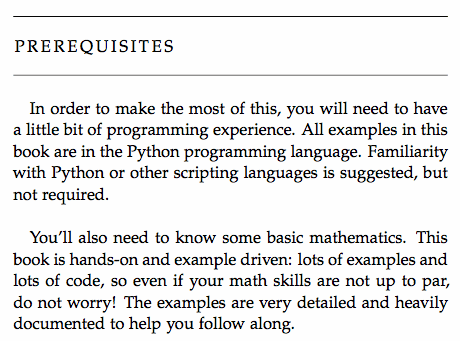 PREREQUISITES
In order to make the most of this, you will need to have
a little bit of programming experience. All examples in this
book are in the Python programming language. Familiarity
with Python or other scripting languages is suggested, but
not required.
You'll also need to know some basic mathematics. This
book is hands-on and example driven: lots of examples and
lots of code, so even if your math skills are not up to par,
do not worry! The examples are very detailed and heavily
documented to help you follow along.